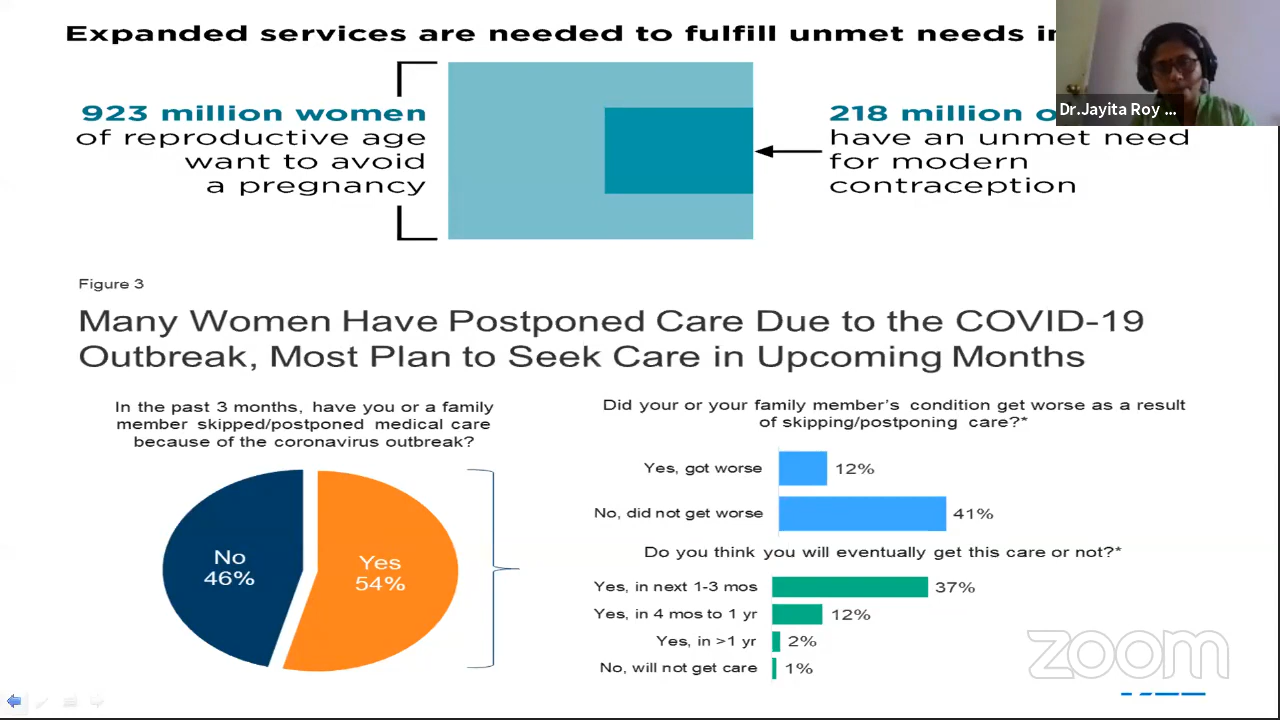 Expanded services are needed to fulfill unmet needs in
923 million women
of reproductive age
want to avoid
a pregnancy
218 million
have an unmet need
for modern
contraception
Dr.Jayita Roy ...
Figure 3
Many Women Have Postponed Care Due to the COVID-19
Outbreak, Most Plan to Seek Care in Upcoming Months
In the past 3 months, have you or a family
member skipped/postponed medical care
because of the coronavirus outbreak?
No
46%
Yes
54%
Did your or your family member's condition get worse as a result
of skipping/postponing care?*
Yes, got worse 12%
No, did not get worse 41%
Do you think you will eventually get this care or not?*
Yes, in next 1-3 mos 37%
Yes, in 4 mos to 1 yr 12%
Yes, in >1 yr 2%
No, will not get care 1%
zoom